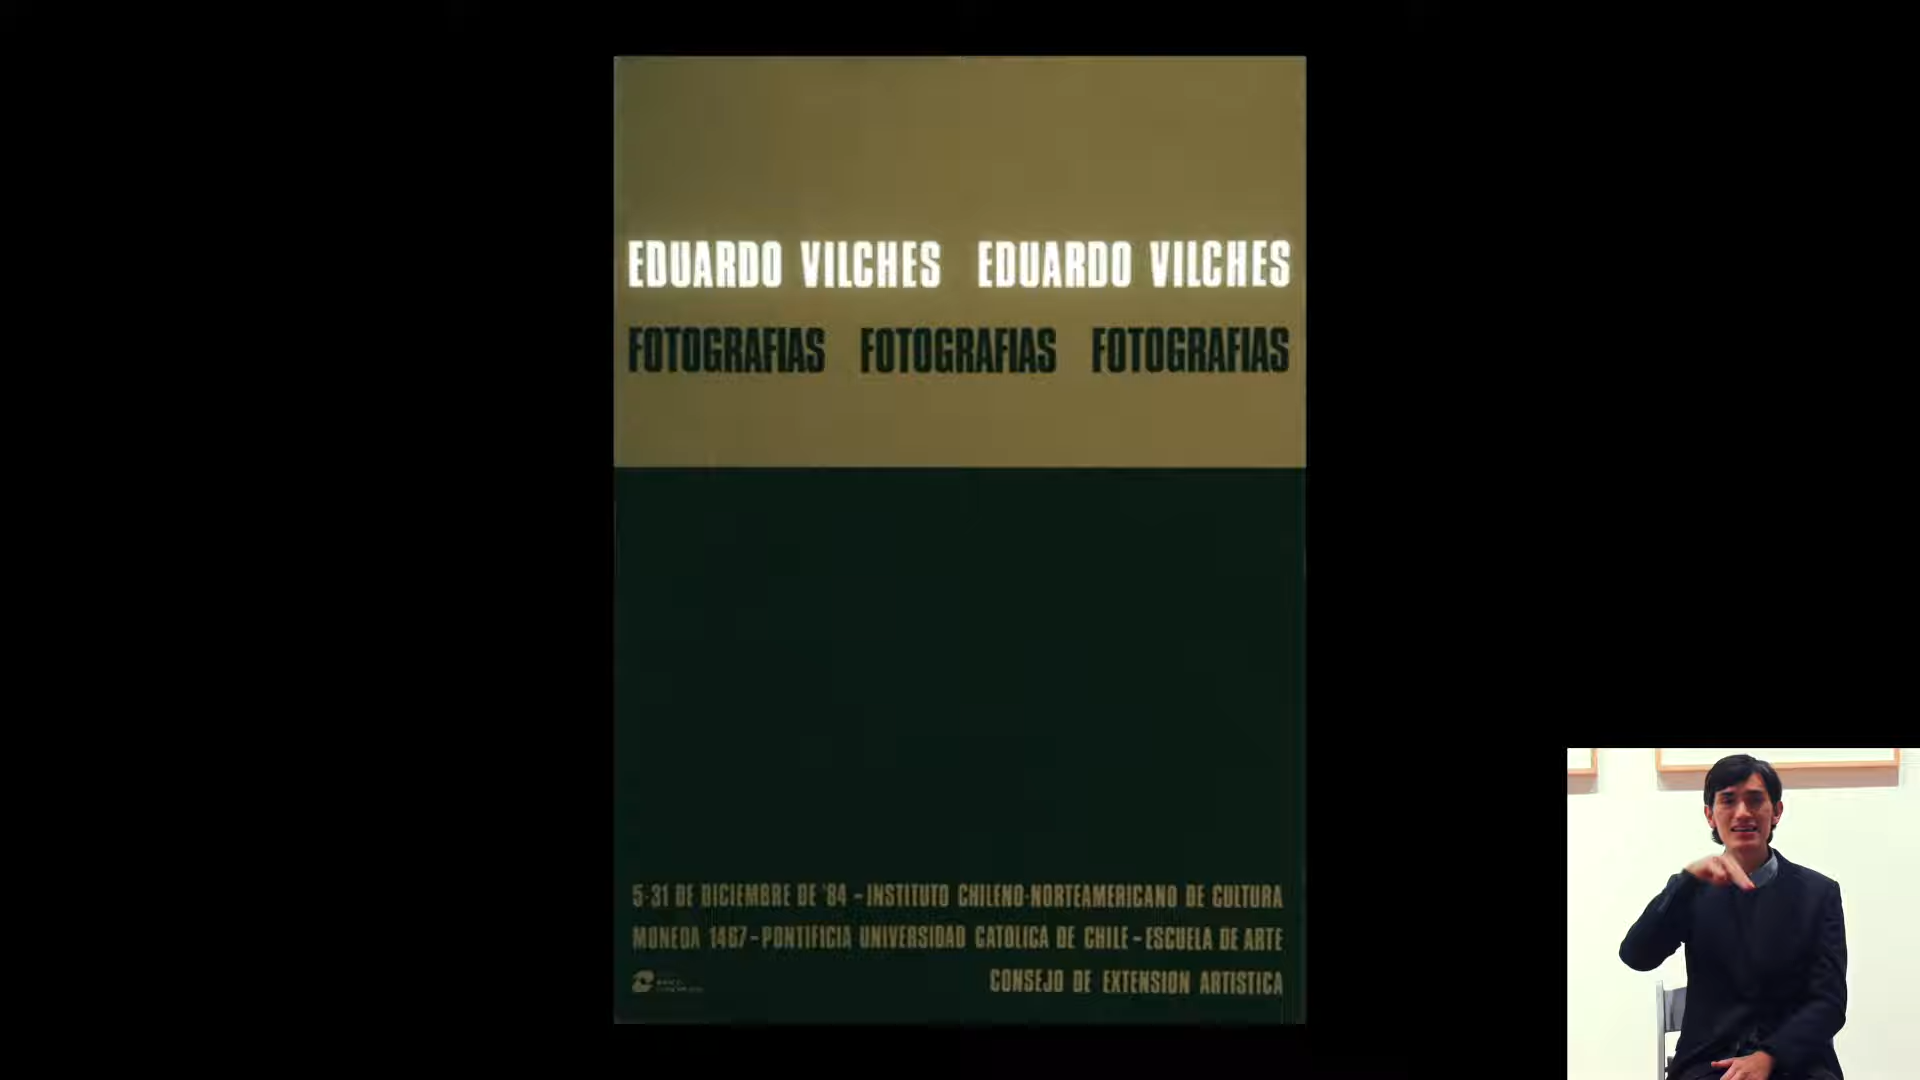 EDUARDO VILCHES EDUARDO VILCHES
FOTOGRAFIAS FOTOGRAFIAS FOTOGRAFIAS
5-31 DE DICIEMBRE DE '84 - INSTITUTO CHILENO-NORTEAMERICANO DE CULTURA
MONEDA 1467 - PONTIFICIA UNIVERSIDAD CATOLICA DE CHILE - ESCUELA DE ARTE
CONSEJO DE EXTENSION ARTISTICA